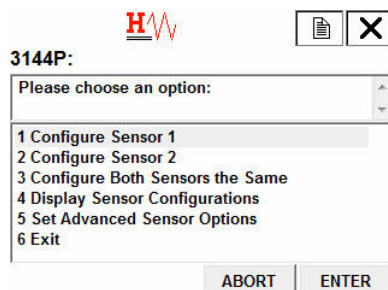 H
3144P:
Please choose an option:
1 Configure Sensor 1
2 Configure Sensor 2
3 Configure Both Sensors the Same
4 Display Sensor Configurations
5 Set Advanced Sensor Options
6 Exit
ABORT ENTER